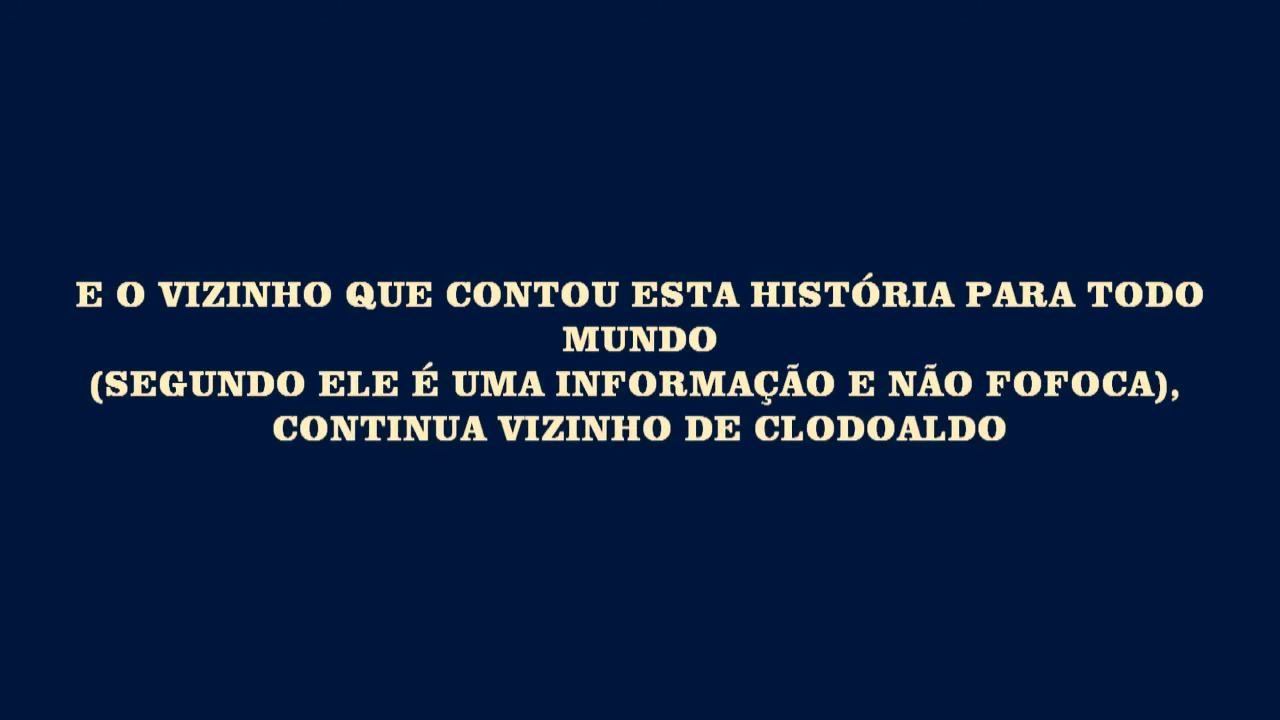 E O VIZINHO QUE CONTOU ESTA HISTÓRIA PARA TODO
MUNDO
(SEGUNDO ELE É UMA INFORMAÇÃO E NÃO FOFOCA),
CONTINUA VIZINHO DE CLODOALDO